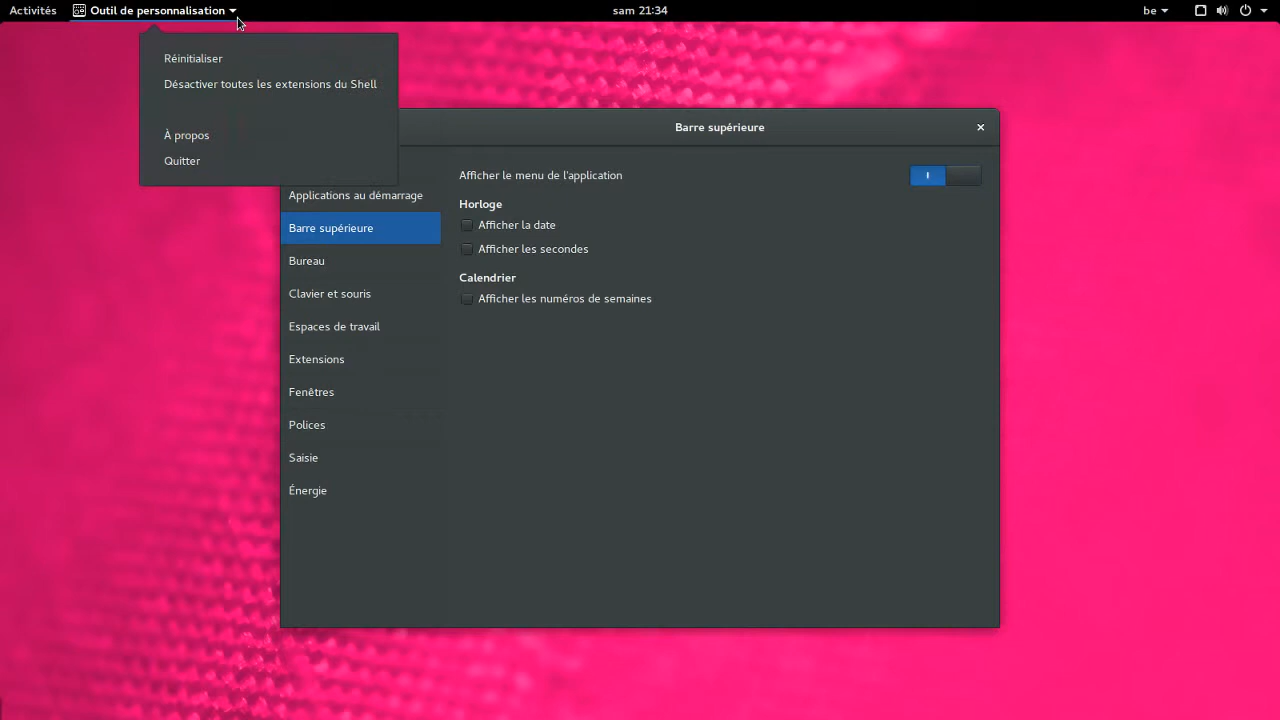 Activités
Outil de personnalisation
sam 21:34
be
Réinitialiser
Désactiver toutes les extensions du Shell
À propos
Quitter
Barre supérieure
Applications au démarrage
Barre supérieure
Bureau
Clavier et souris
Espaces de travail
Extensions
Fenêtres
Polices
Saisie
Énergie
Afficher le menu de l'application
Horloge
Afficher la date
Afficher les secondes
Calendrier
Afficher les numéros de semaines